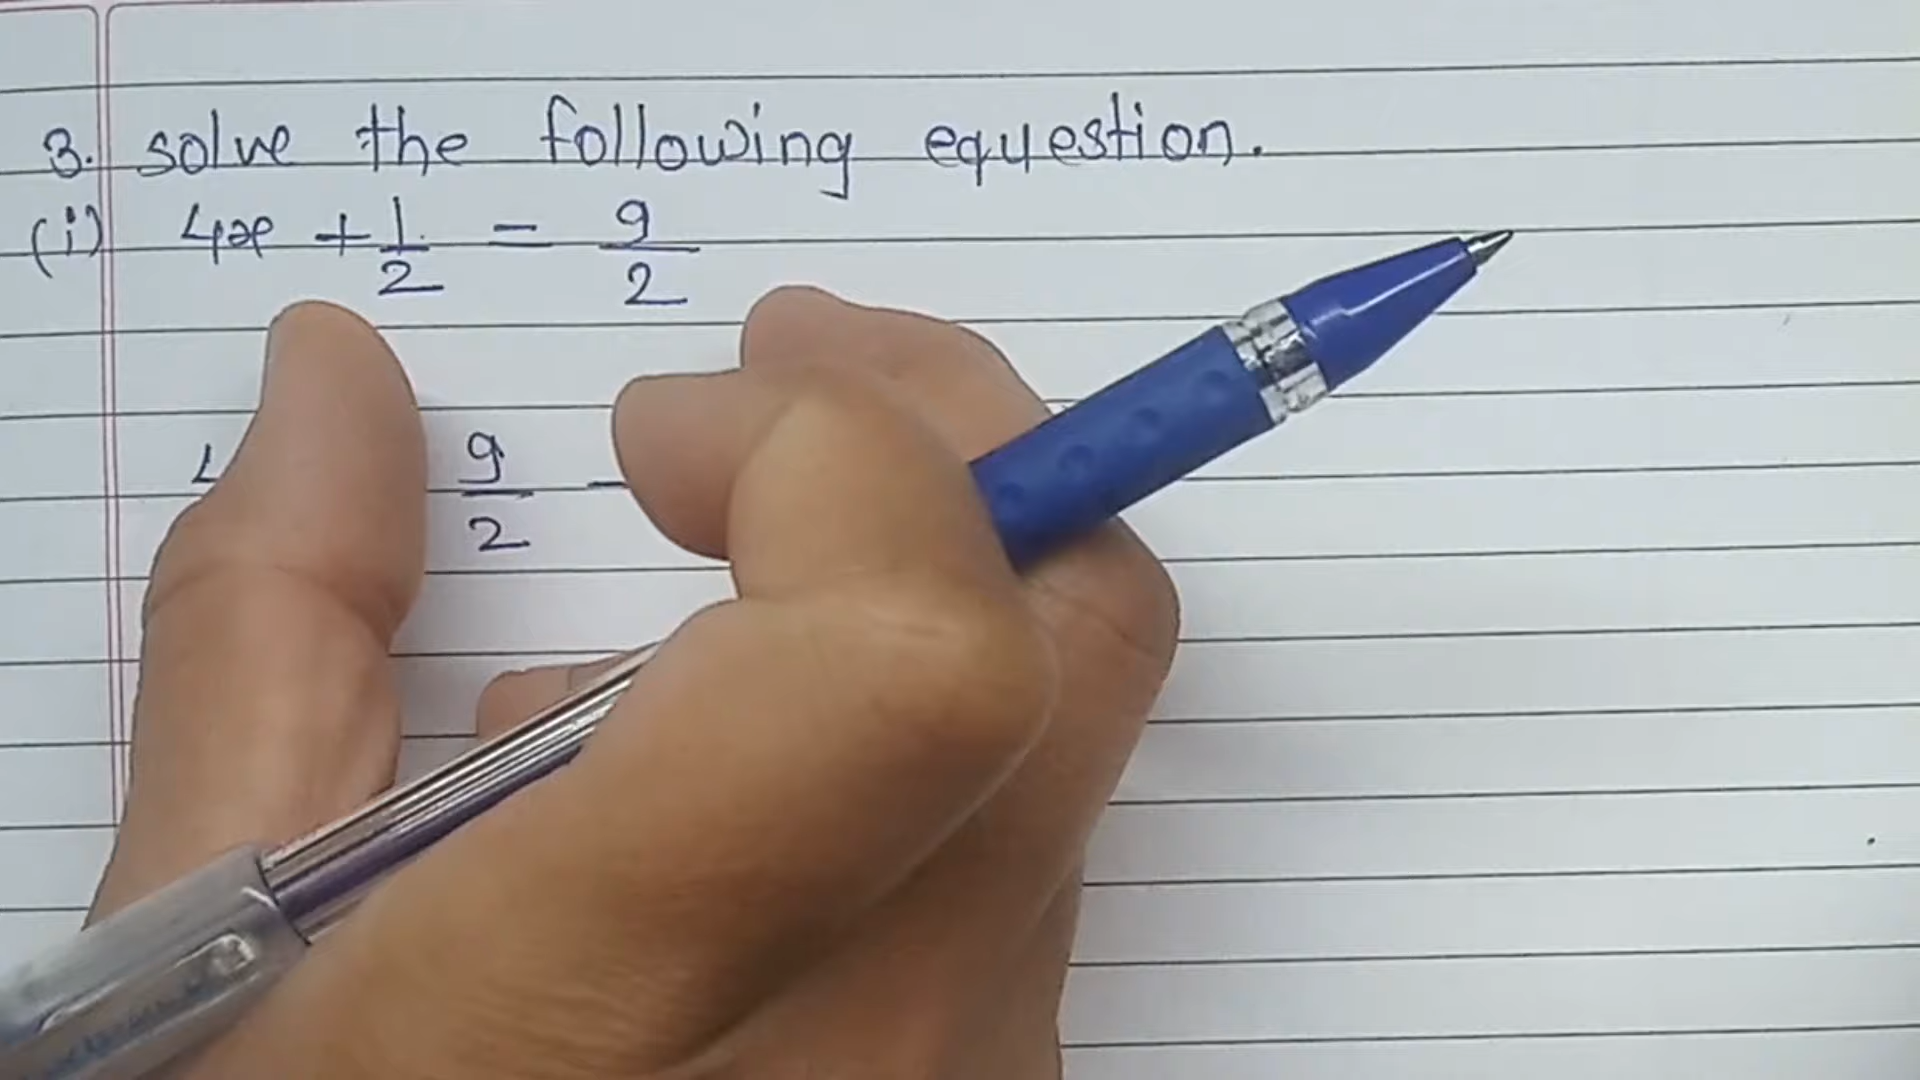 3. solve the following equestion.
(i) 4x + 1/2 = 9/2
9/2 -